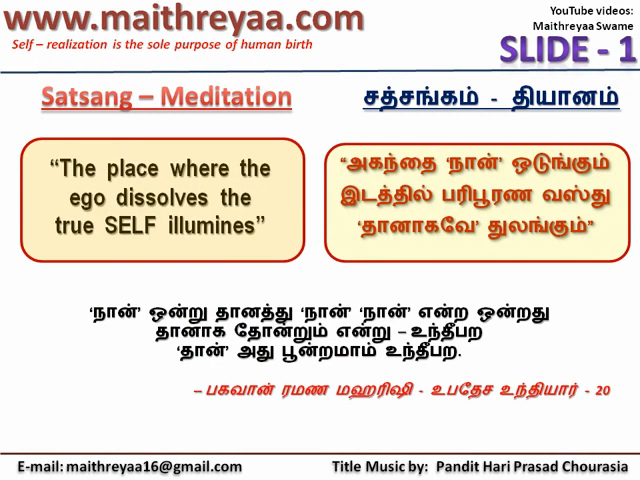 www.maithreyaa.com
YouTube videos:
Maithreyaa Swame
Self – realization is the sole purpose of human birth
SLIDE - 1
Satsang – Meditation
சத்சங்கம் - தியானம்
“The place where the
ego dissolves the
true SELF illumines”
“அகந்தை ‘நான்’ ஒடுங்கும்
இடத்தில் பரிபூரண வஸ்து
‘தானாகவே’ துலங்கும்”
‘நான்’ ஒன்று தானத்து ‘நான்’ ‘நான்’ என்ற ஒன்றது
தானாக தோன்றும் என்று – உந்தீபற
‘தான்’ அது பூன்றமாம் உந்தீபற.
-- பகவான் ரமண மஹரிஷி - உபதேச உந்தியார் - 20
E-mail: maithreyaa16@gmail.com
Title Music by: Pandit Hari Prasad Chourasia